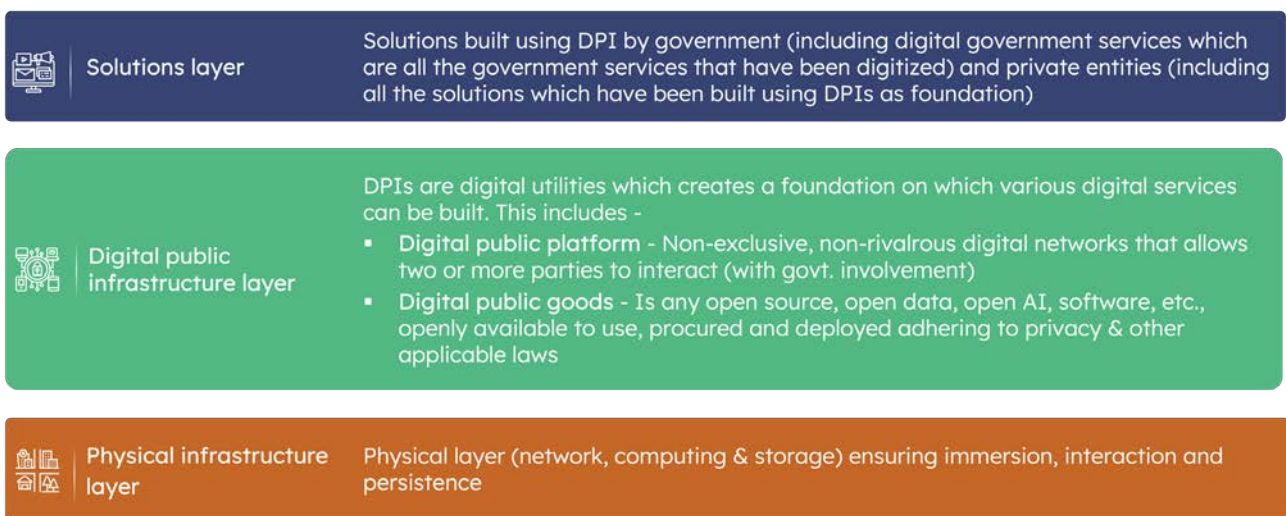 Solutions layer
Solutions built using DPI by government (including digital government services which
are all the government services that have been digitized) and private entities (including
all the solutions which have been built using DPIs as foundation)
Digital public
infrastructure layer
DPIs are digital utilities which creates a foundation on which various digital services
can be built. This includes -
▪ Digital public platform - Non-exclusive, non-rivalrous digital networks that allows
two or more parties to interact (with govt. involvement)
▪ Digital public goods - Is any open source, open data, open AI, software, etc.,
openly available to use, procured and deployed adhering to privacy & other
applicable laws
Physical infrastructure
layer
Physical layer (network, computing & storage) ensuring immersion, interaction and
persistence